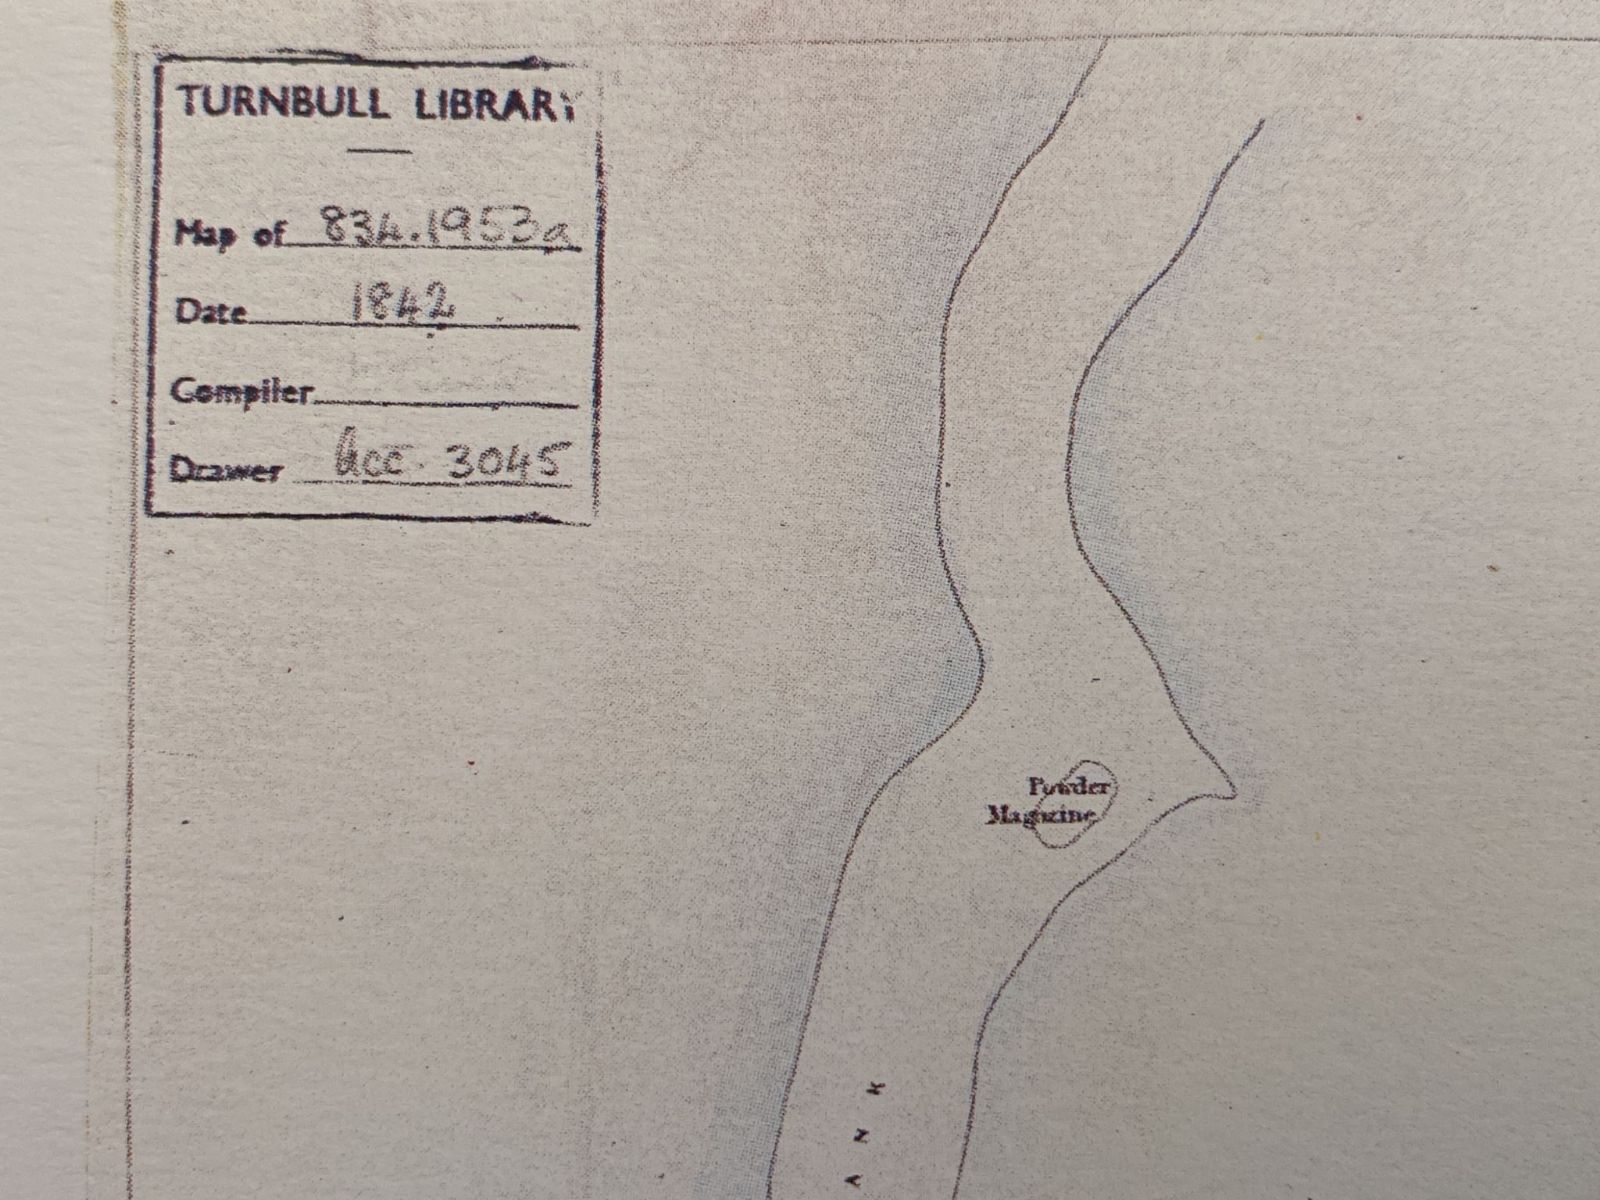 TURNBULL LIBRARY
Map of 834.1953a
Date 1842
Compiler
Drawer Acc. 3045
Powder
Magazine
A N K